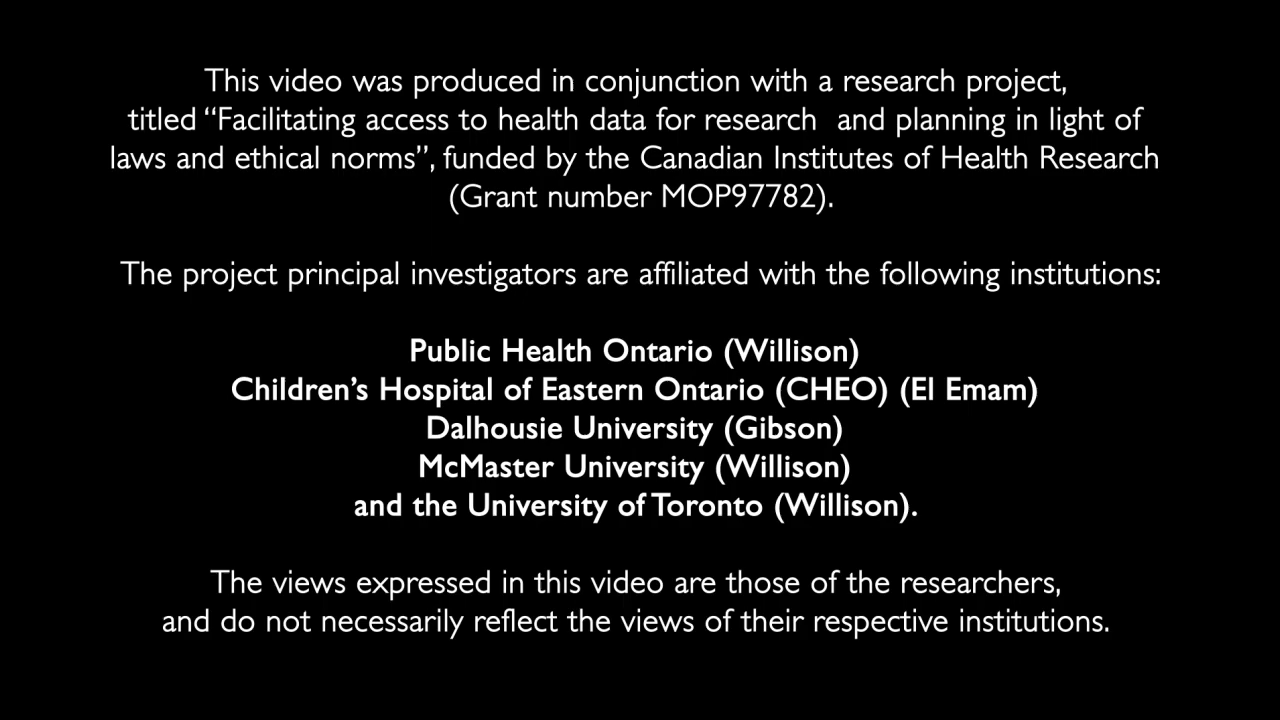 This video was produced in conjunction with a research project,
titled “Facilitating access to health data for research  and planning in light of
laws and ethical norms”, funded by the Canadian Institutes of Health Research
(Grant number MOP97782).
The project principal investigators are affiliated with the following institutions:
Public Health Ontario (Willison)
Children’s Hospital of Eastern Ontario (CHEO) (El Emam)
Dalhousie University (Gibson)
McMaster University (Willison)
and the University of Toronto (Willison).
The views expressed in this video are those of the researchers,
and do not necessarily reflect the views of their respective institutions.